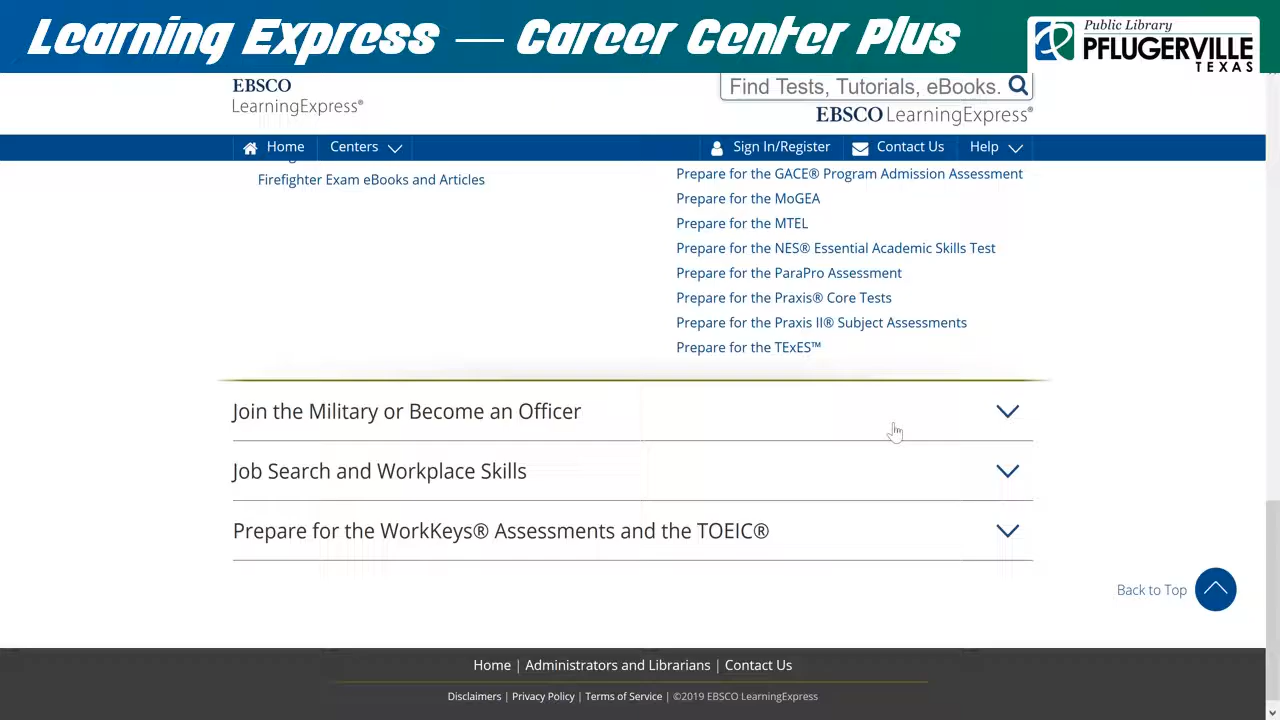 Learning Express — Career Center Plus
Public Library
PFLUGERVILLE
TEXAS
EBSCO
LearningExpress®
Find Tests, Tutorials, eBooks.
EBSCO LearningExpress®
Home Centers Sign In/Register Contact Us Help
Firefighter Exam eBooks and Articles
Prepare for the GACE® Program Admission Assessment
Prepare for the MoGEA
Prepare for the MTEL
Prepare for the NES® Essential Academic Skills Test
Prepare for the ParaPro Assessment
Prepare for the Praxis® Core Tests
Prepare for the Praxis II® Subject Assessments
Prepare for the TExES™
Join the Military or Become an Officer
Job Search and Workplace Skills
Prepare for the WorkKeys® Assessments and the TOEIC®
Back to Top
Home | Administrators and Librarians | Contact Us
Disclaimers | Privacy Policy | Terms of Service | ©2019 EBSCO LearningExpress